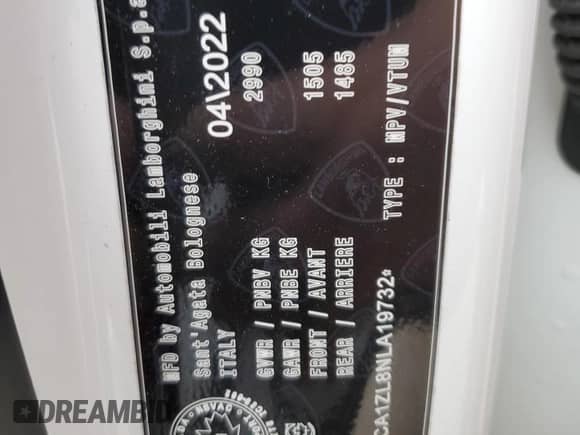 MFD by Automobili Lamborghini S.p.a
Sant'Agata Bolognese
ITALY 04\2022
GVWR / PNBV KG 2990
GAWR / PNBE KG
FRONT / AVANT 1505
REAR / ARRIERE 1485
TYPE : MPV/VTUM
CA1ZL8NLA19732*
DREAMBID